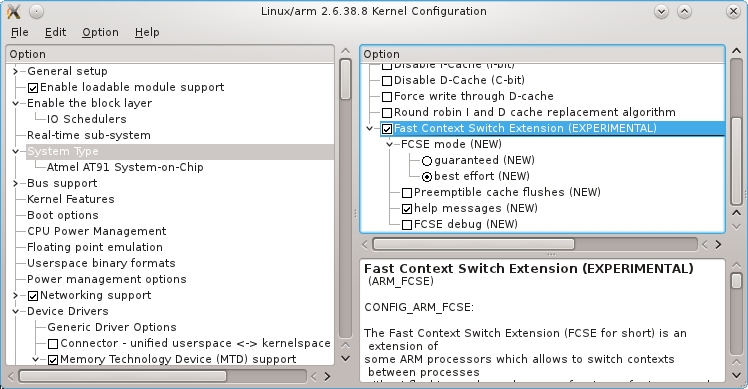 Linux/arm 2.6.38.8 Kernel Configuration
File Edit Option Help
Option
General setup
Enable loadable module support
Enable the block layer
IO Schedulers
Real-time sub-system
System Type
Atmel AT91 System-on-Chip
Bus support
Kernel Features
Boot options
CPU Power Management
Floating point emulation
Userspace binary formats
Power management options
Networking support
Device Drivers
Generic Driver Options
Connector - unified userspace <-> kernelspace
Memory Technology Device (MTD) support
Option
Disable I-Cache (I-bit)
Disable D-Cache (C-bit)
Force write through D-cache
Round robin I and D cache replacement algorithm
Fast Context Switch Extension (EXPERIMENTAL)
FCSE mode (NEW)
guaranteed (NEW)
best effort (NEW)
Preemptible cache flushes (NEW)
help messages (NEW)
FCSE debug (NEW)
Fast Context Switch Extension (EXPERIMENTAL)
(ARM_FCSE)
CONFIG_ARM_FCSE:
The Fast Context Switch Extension (FCSE for short) is an
extension of
some ARM processors which allows to switch contexts
between processes